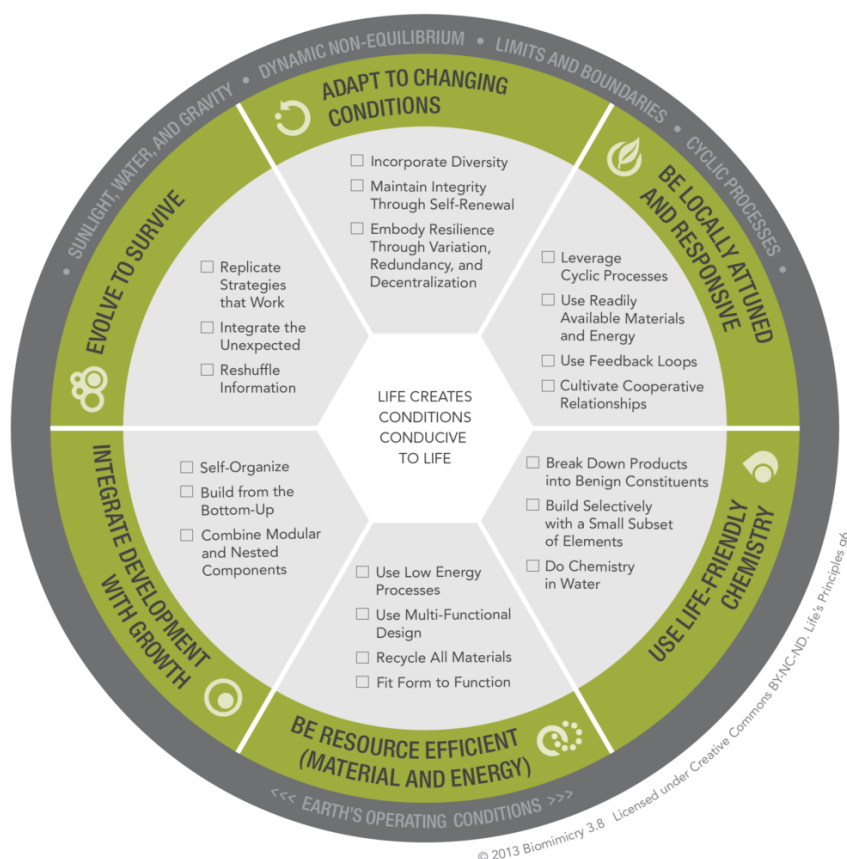 • SUNLIGHT, WATER, AND GRAVITY • DYNAMIC NON-EQUILIBRIUM • LIMITS AND BOUNDARIES • CYCLIC PROCESSES •
ADAPT TO CHANGING
CONDITIONS
Incorporate Diversity
Maintain Integrity
Through Self-Renewal
Embody Resilience
Through Variation,
Redundancy, and
Decentralization
BE LOCALLY ATTUNED
AND RESPONSIVE
Leverage
Cyclic Processes
Use Readily
Available Materials
and Energy
Use Feedback Loops
Cultivate Cooperative
Relationships
USE LIFE-FRIENDLY
CHEMISTRY
Break Down Products
into Benign Constituents
Build Selectively
with a Small Subset
of Elements
Do Chemistry
in Water
BE RESOURCE EFFICIENT
(MATERIAL AND ENERGY)
Use Low Energy
Processes
Use Multi-Functional
Design
Recycle All Materials
Fit Form to Function
INTEGRATE DEVELOPMENT
WITH GROWTH
Self-Organize
Build from the
Bottom-Up
Combine Modular
and Nested
Components
EVOLVE TO SURVIVE
Replicate
Strategies
that Work
Integrate the
Unexpected
Reshuffle
Information
LIFE CREATES
CONDITIONS
CONDUCIVE
TO LIFE
<<< EARTH'S OPERATING CONDITIONS >>>
© 2013 Biomimicry 3.8 Licensed under Creative Commons BY-NC-ND. Life's Principles